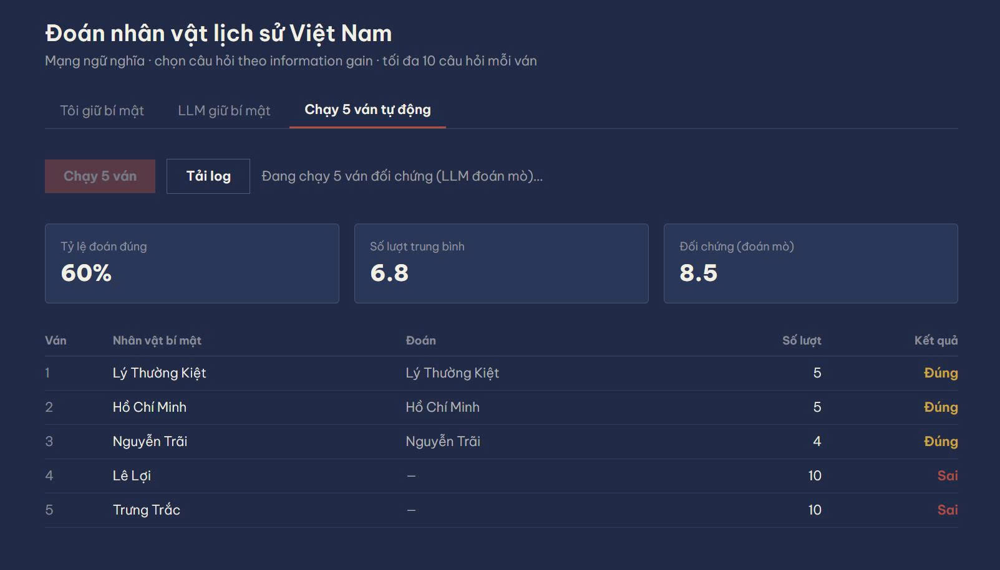 Đoán nhân vật lịch sử Việt Nam
Mạng ngữ nghĩa · chọn câu hỏi theo information gain · tối đa 10 câu hỏi mỗi ván
Tôi giữ bí mật LLM giữ bí mật Chạy 5 ván tự động
Chạy 5 ván Tải log Đang chạy 5 ván đối chứng (LLM đoán mò)...
Tỷ lệ đoán đúng
60%
Số lượt trung bình
6.8
Đối chứng (đoán mò)
8.5
Ván Nhân vật bí mật Đoán Số lượt Kết quả
1 Lý Thường Kiệt Lý Thường Kiệt 5 Đúng
2 Hồ Chí Minh Hồ Chí Minh 5 Đúng
3 Nguyễn Trãi Nguyễn Trãi 4 Đúng
4 Lê Lợi — 10 Sai
5 Trưng Trắc — 10 Sai